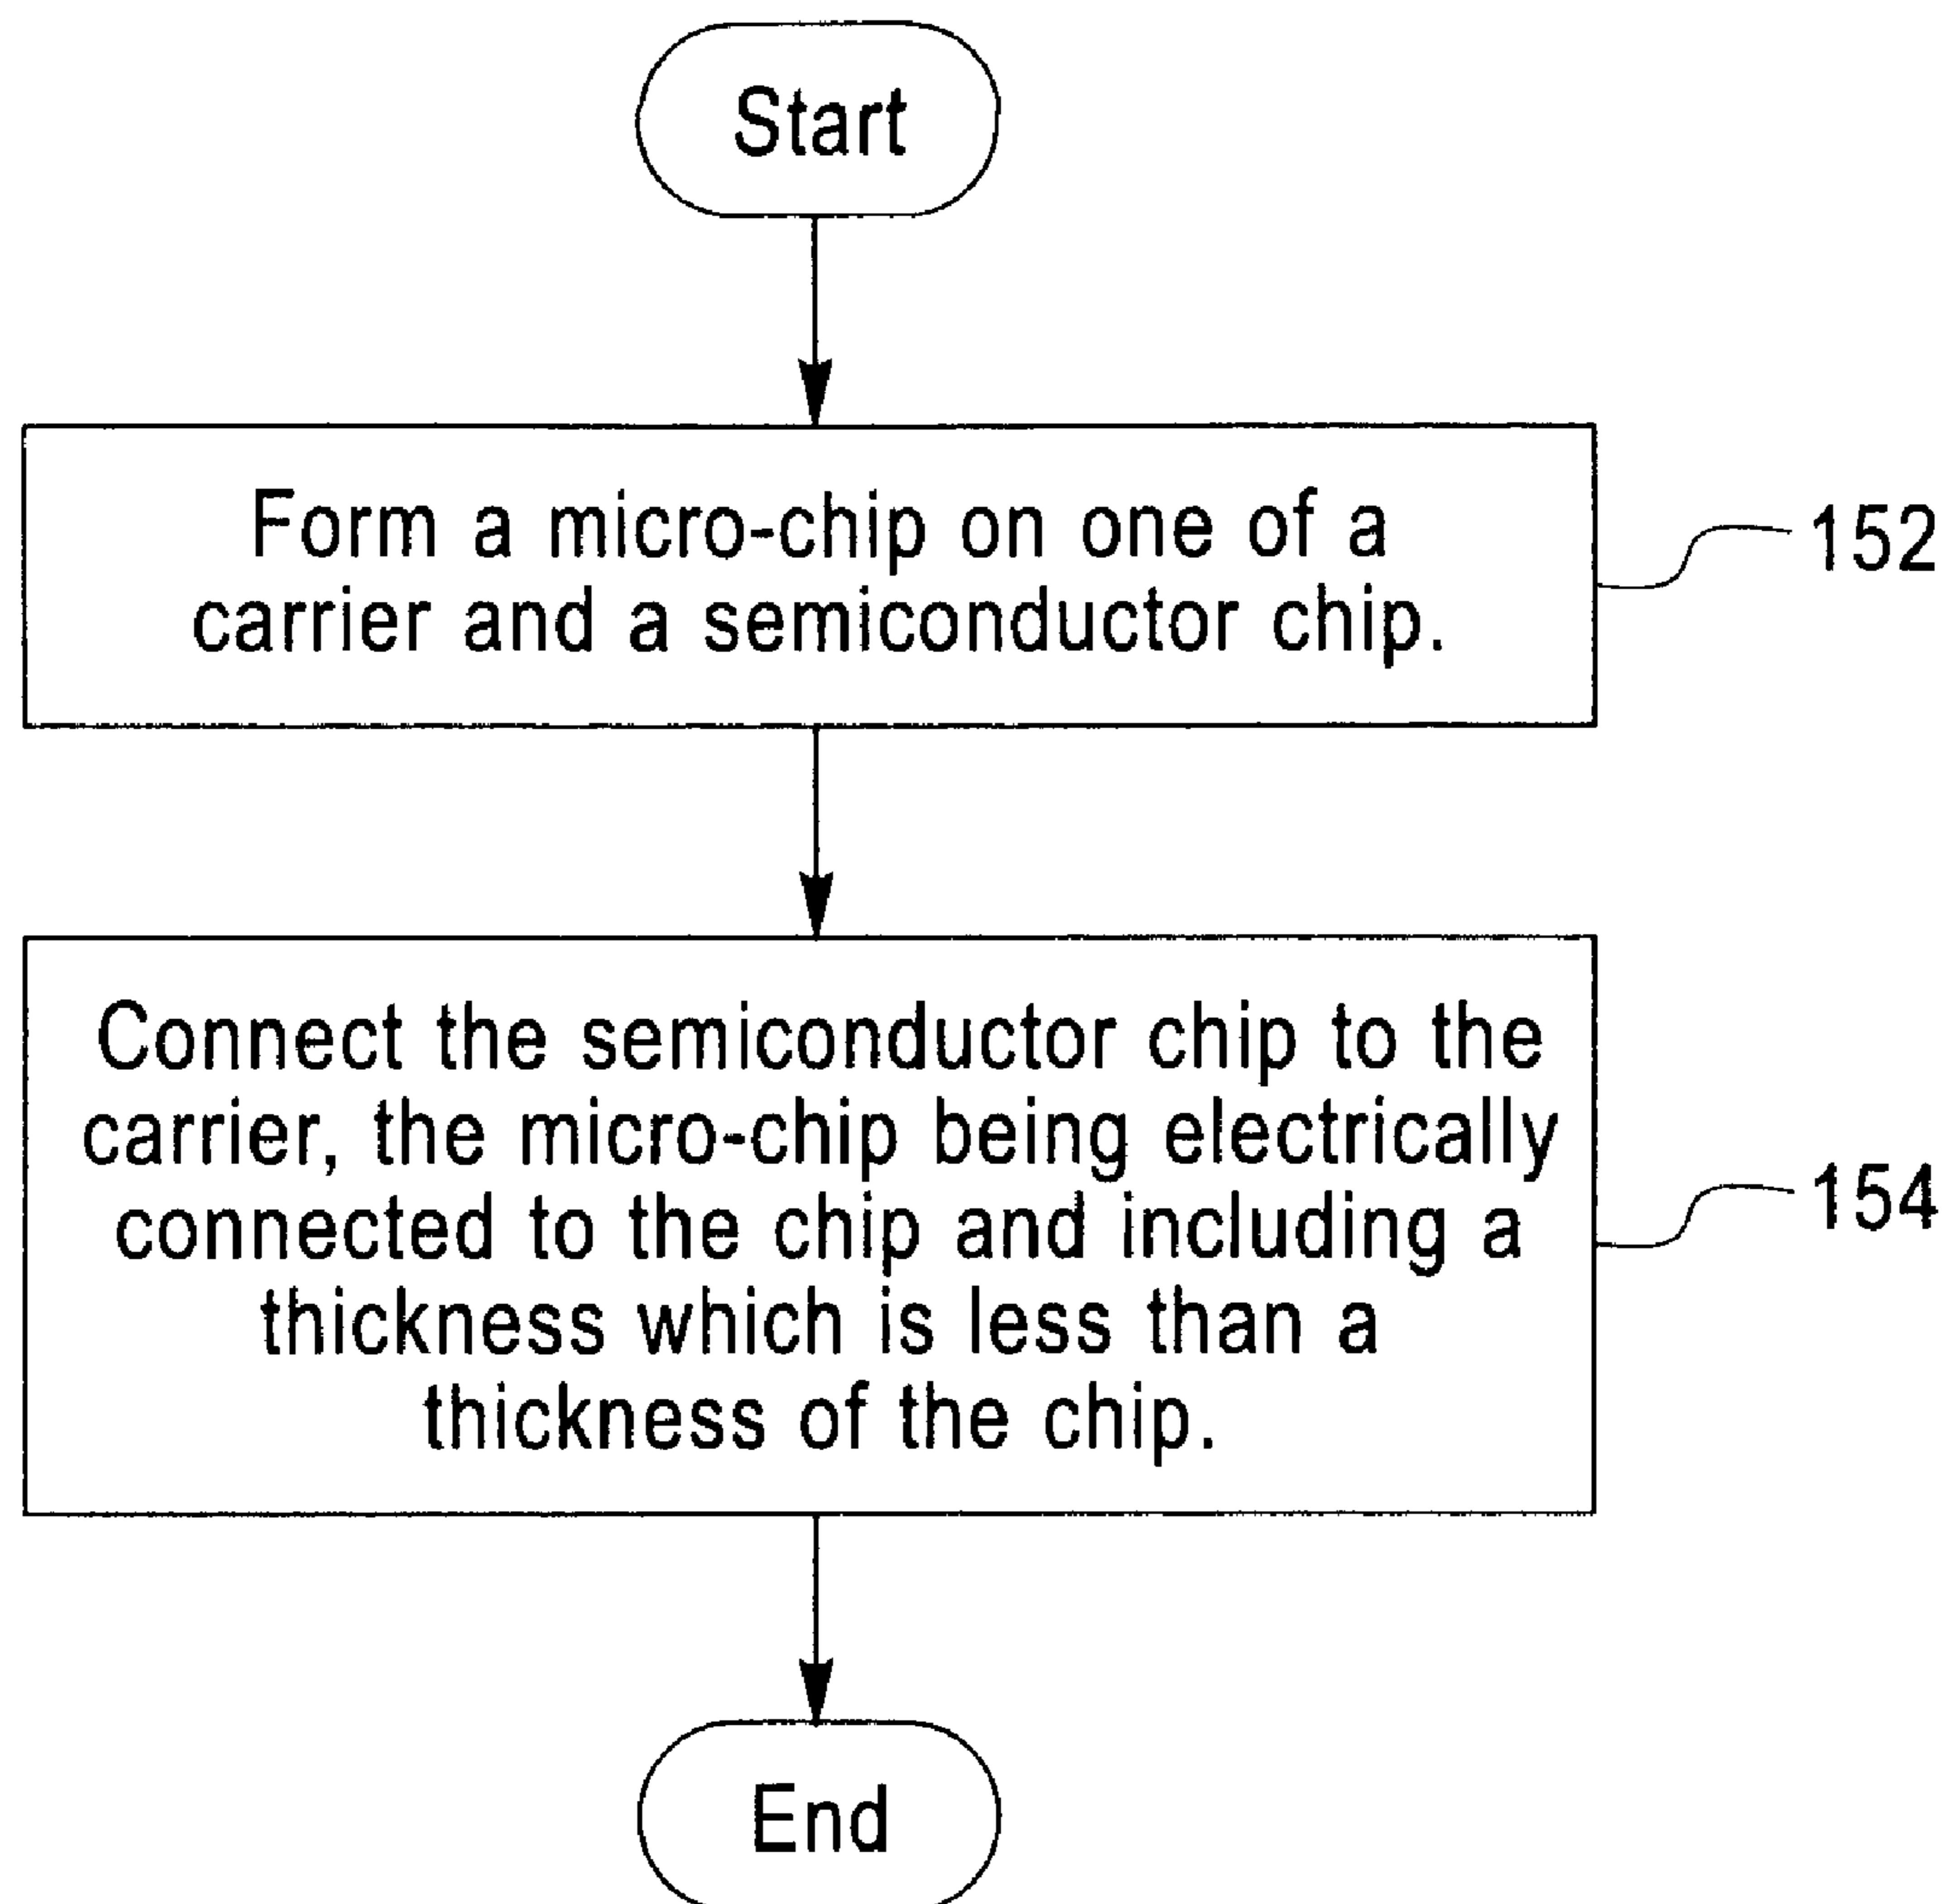 Start
Form a micro-chip on one of a
carrier and a semiconductor chip.
152
Connect the semiconductor chip to the
carrier, the micro-chip being electrically
connected to the chip and including a
thickness which is less than a
thickness of the chip.
154
End